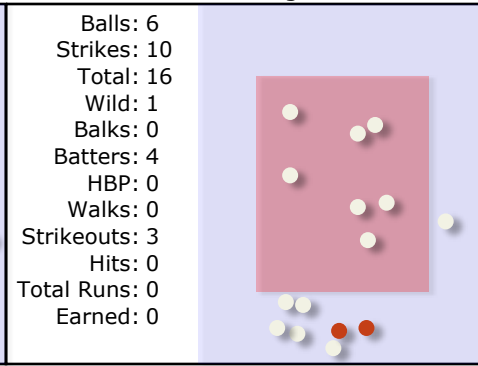 Balls: 6
Strikes: 10
Total: 16
Wild: 1
Balks: 0
Batters: 4
HBP: 0
Walks: 0
Strikeouts: 3
Hits: 0
Total Runs: 0
Earned: 0